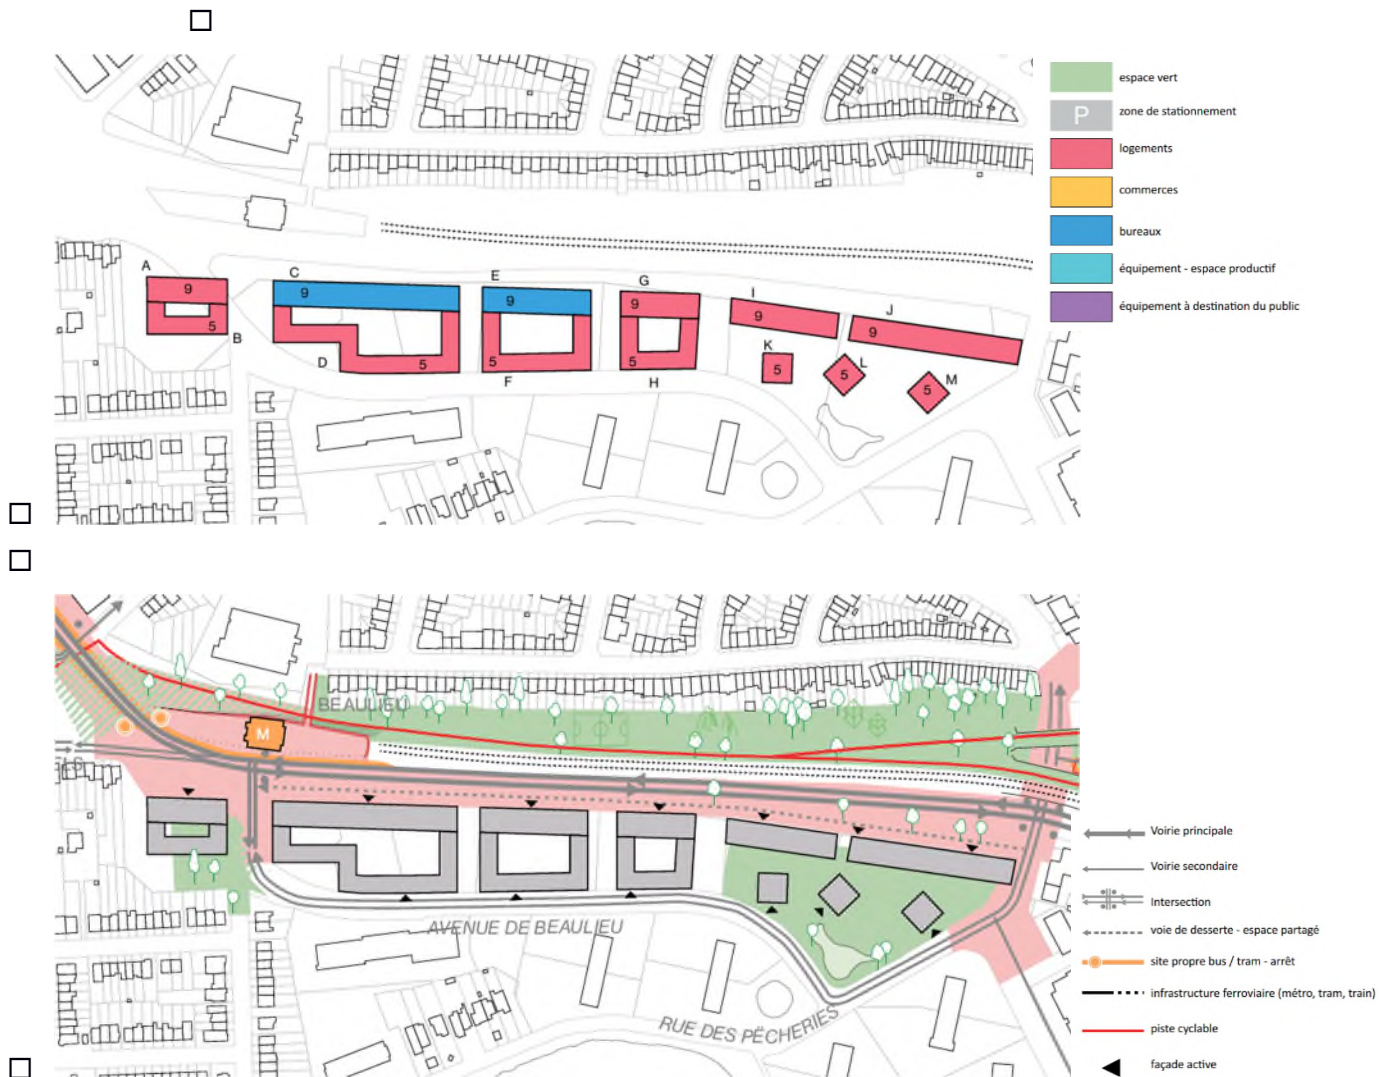 espace vert
P
zone de stationnement
logements
commerces
bureaux
équipement - espace productif
équipement à destination du public
A
9
5
B
C
9
D
5
E
9
5
F
G
9
5
H
I
9
J
9
K
5
L
5
M
5
BEAULIEU
M
ELS
AVENUE DE BEAULIEU
RUE DES PÊCHERIES
Voirie principale
Voirie secondaire
Intersection
voie de desserte - espace partagé
site propre bus / tram - arrêt
infrastructure ferroviaire (métro, tram, train)
piste cyclable
façade active